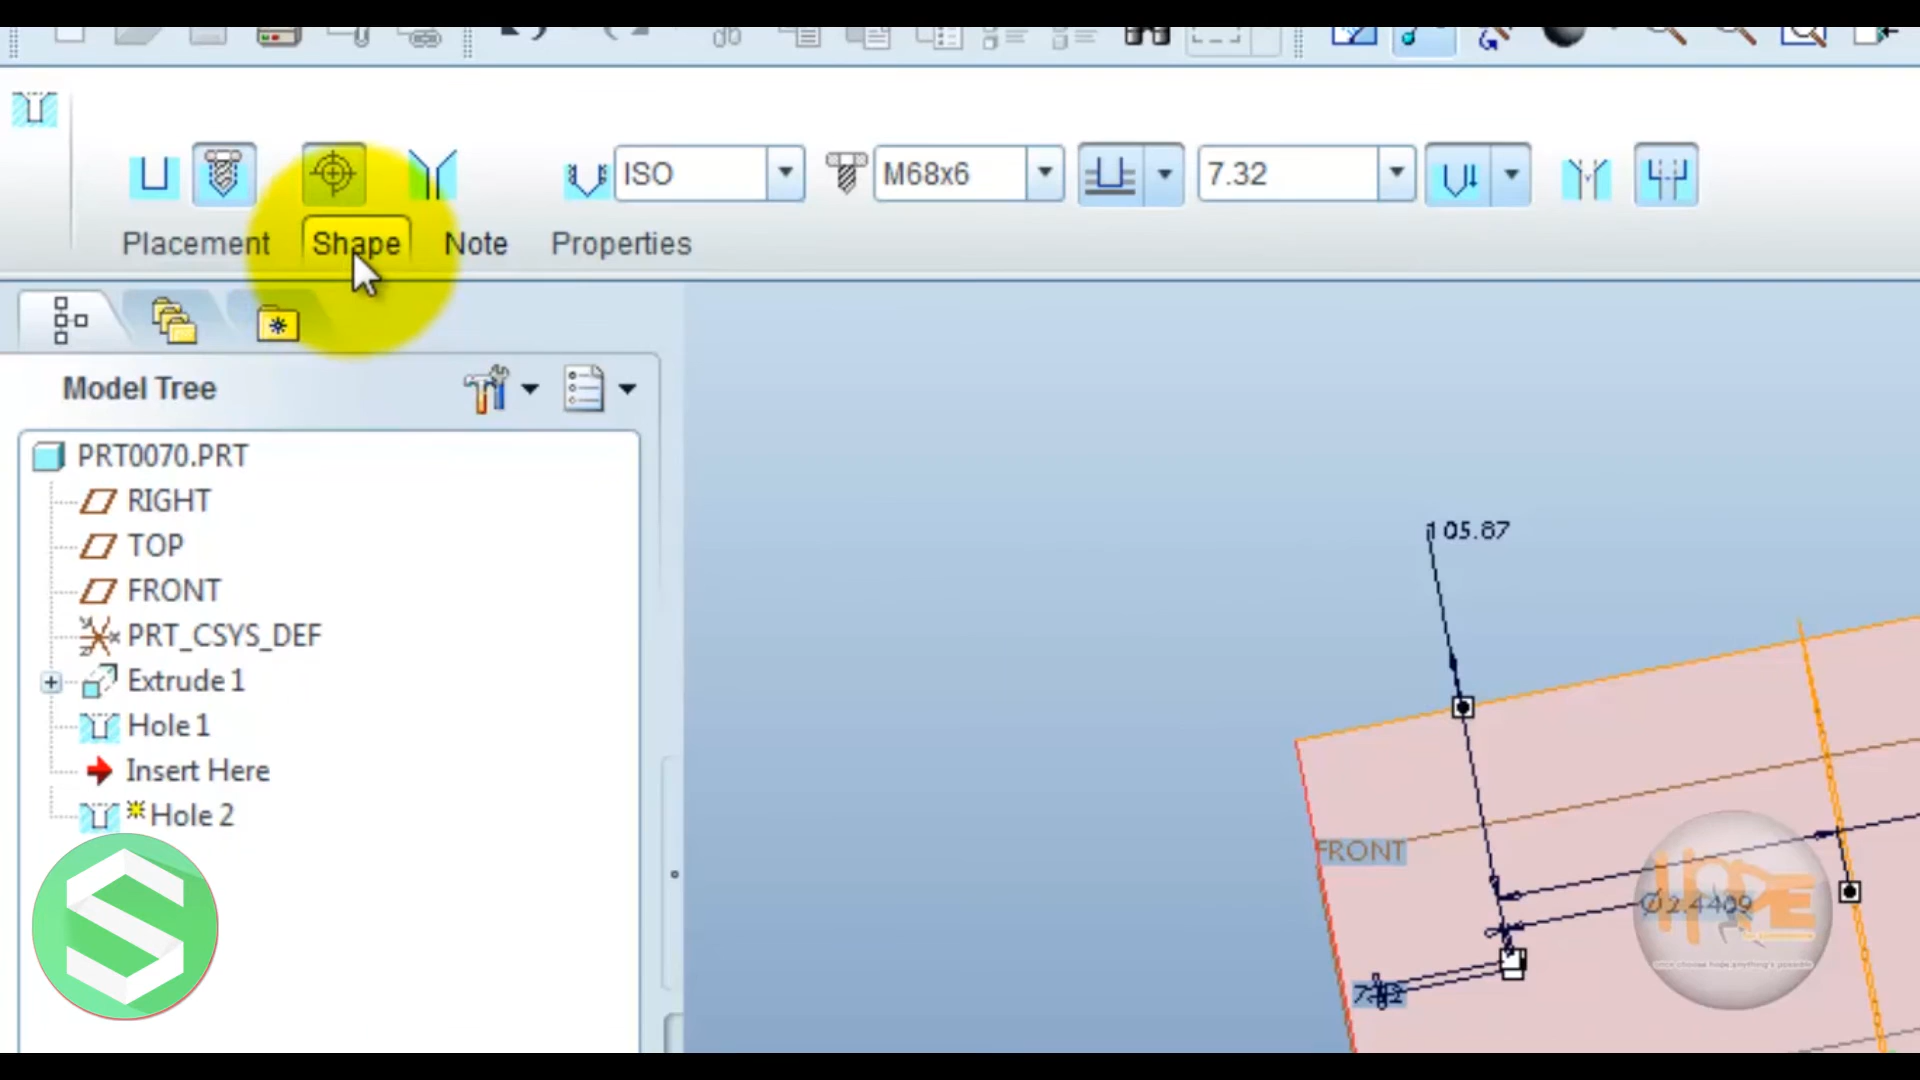 ISO
M68x6
7.32
Placement
Shape
Note
Properties
Model Tree
PRT0070.PRT
RIGHT
TOP
FRONT
PRT_CSYS_DEF
Extrude 1
Hole 1
Insert Here
Hole 2
105.87
FRONT
Ø2.4409
HOPE